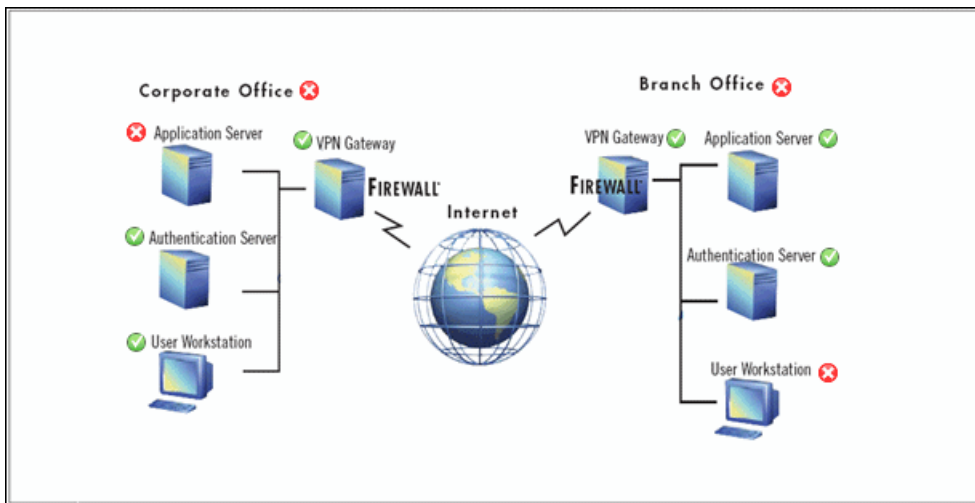 Corporate Office
Application Server
VPN Gateway
FIREWALL
Authentication Server
User Workstation
Internet
Branch Office
VPN Gateway
FIREWALL
Application Server
Authentication Server
User Workstation